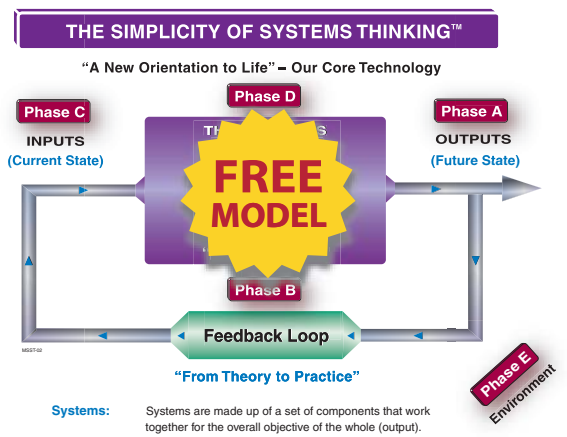 THE SIMPLICITY OF SYSTEMS THINKING™
“A New Orientation to Life” – Our Core Technology
Phase D
Phase C
Phase A
INPUTS
OUTPUTS
(Current State)
(Future State)
FREE
MODEL
Phase B
Feedback Loop
MSST-02
“From Theory to Practice”
Phase E
Environment
Systems: Systems are made up of a set of components that work
together for the overall objective of the whole (output).